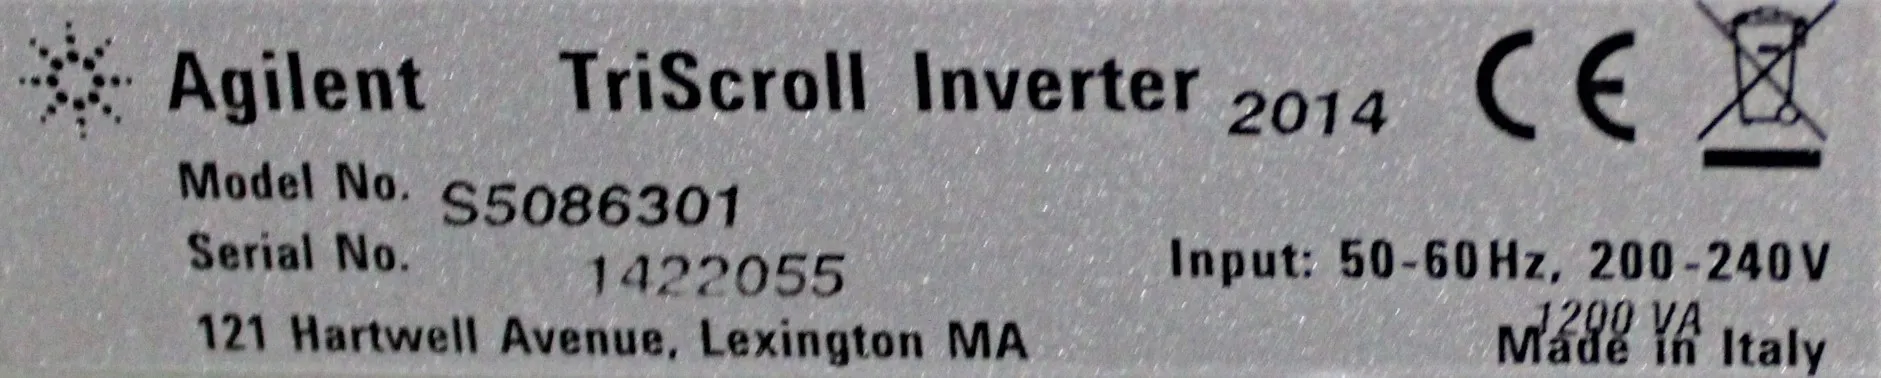 Agilent TriScroll Inverter 2014 CE
Model No. S5086301
Serial No. 1422055
Input: 50-60Hz, 200-240V
121 Hartwell Avenue, Lexington MA
1200 VA
Made in Italy